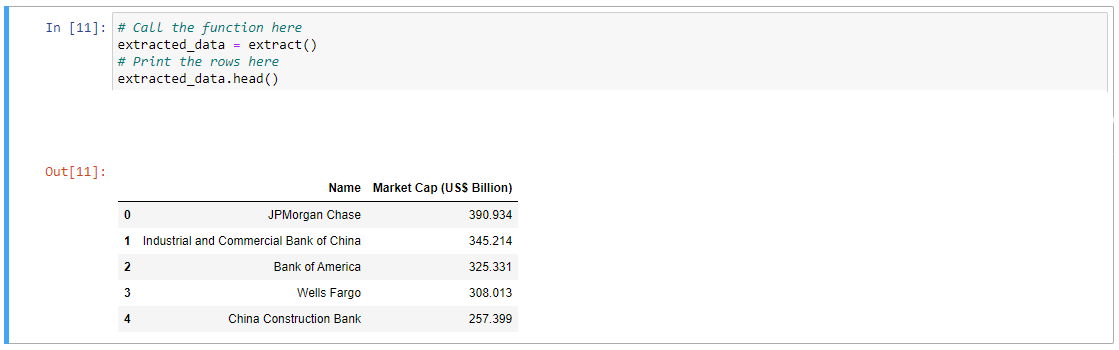 In [11]: # Call the function here
extracted_data = extract()
# Print the rows here
extracted_data.head()
Out[11]:
Name Market Cap (US$ Billion)
0 JPMorgan Chase 390.934
1 Industrial and Commercial Bank of China 345.214
2 Bank of America 325.331
3 Wells Fargo 308.013
4 China Construction Bank 257.399